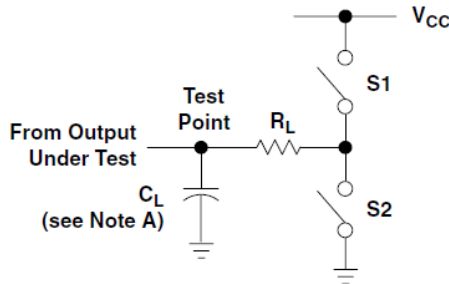 VCC
S1
Test
Point
RL
From Output
Under Test
CL
(see Note A)
S2